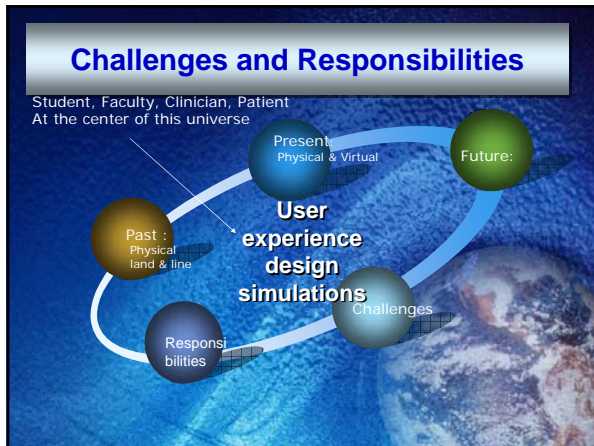 Challenges and Responsibilities
Student, Faculty, Clinician, Patient
At the center of this universe
Present:
Physical & Virtual
Future:
Past :
Physical
land & line
User
experience
design
simulations
Challenges
Responsi
bilities